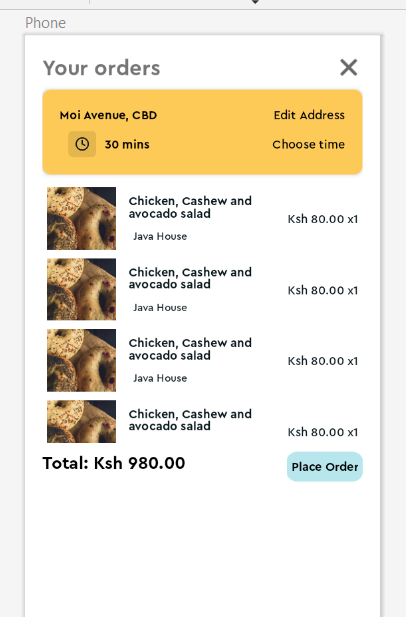 Phone
Your orders
Moi Avenue, CBD
Edit Address
30 mins
Choose time
Chicken, Cashew and
avocado salad
Java House
Ksh 80.00 x1
Chicken, Cashew and
avocado salad
Java House
Ksh 80.00 x1
Chicken, Cashew and
avocado salad
Java House
Ksh 80.00 x1
Chicken, Cashew and
avocado salad
Ksh 80.00 x1
Total: Ksh 980.00
Place Order